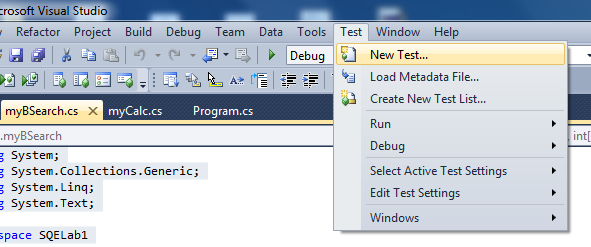 crosoft Visual Studio
Refactor Project Build Debug Team Data Tools Test Window Help
Debug
New Test...
Load Metadata File...
Create New Test List...
Run
Debug
Select Active Test Settings
Edit Test Settings
Windows
myBSearch.cs myCalc.cs Program.cs
.myBSearch
int[
g System;
g System.Collections.Generic;
g System.Linq;
g System.Text;
space SQELab1